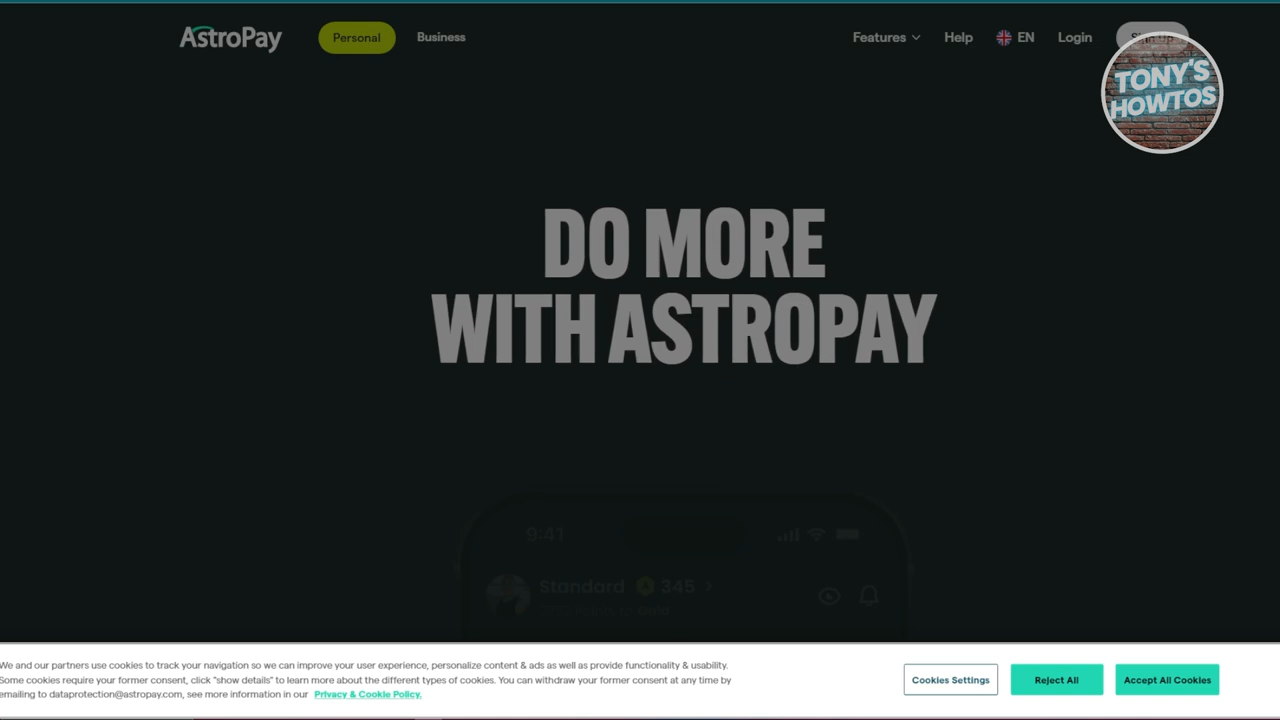 AstroPay
Personal
Business
Features
Help
EN
Login
TONY'S
HOWTOS
DO MORE
WITH ASTROPAY
9:41
Standard 345
We and our partners use cookies to track your navigation so we can improve your user experience, personalize content & ads as well as provide functionality & usability.
Some cookies require your former consent, click "show details" to learn more about the different types of cookies. You can withdraw your former consent at any time by
emailing to dataprotection@astropay.com, see more information in our Privacy & Cookie Policy.
Cookies Settings
Reject All
Accept All Cookies